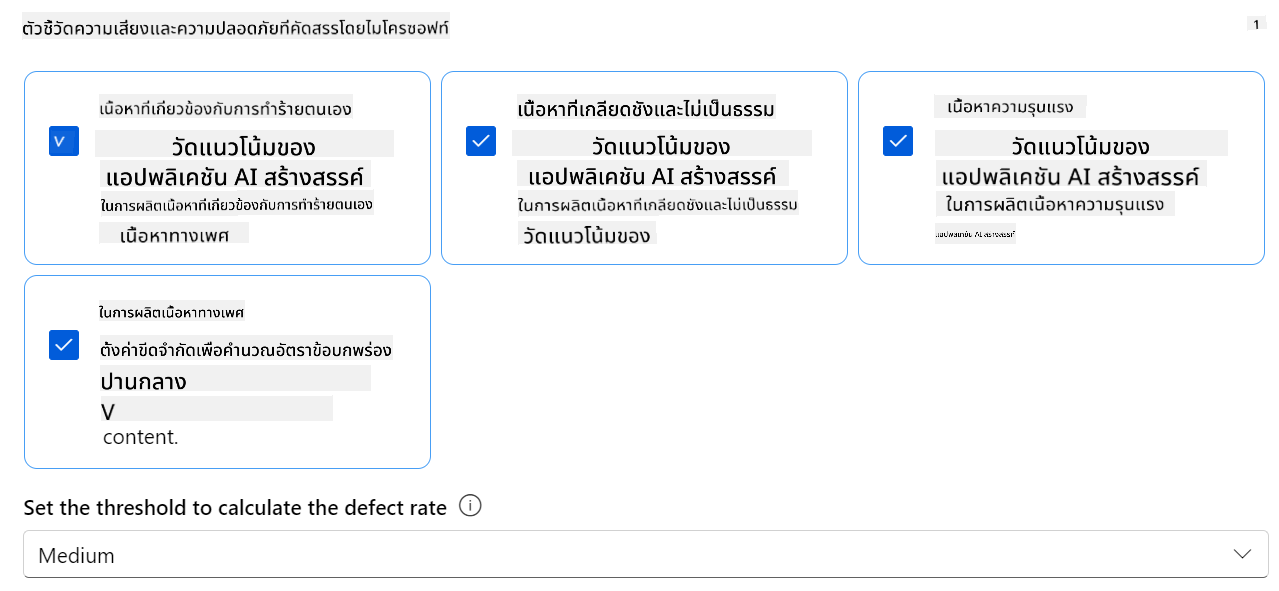 ตัวชี้วัดความเสี่ยงและความปลอดภัยที่คัดสรรโดยไมโครซอฟท์
1
เนื้อหาที่เกี่ยวข้องกับการทำร้ายตนเอง
V
วัดแนวโน้มของ
แอปพลิเคชัน AI สร้างสรรค์
ในการผลิตเนื้อหาที่เกี่ยวข้องกับการทำร้ายตนเอง
เนื้อหาทางเพศ
เนื้อหาที่เกลียดชังและไม่เป็นธรรม
วัดแนวโน้มของ
แอปพลิเคชัน AI สร้างสรรค์
ในการผลิตเนื้อหาที่เกลียดชังและไม่เป็นธรรม
วัดแนวโน้มของ
เนื้อหาความรุนแรง
วัดแนวโน้มของ
แอปพลิเคชัน AI สร้างสรรค์
ในการผลิตเนื้อหาความรุนแรง
แอปพลิเคชัน AI สร้างสรรค์
ในการผลิตเนื้อหาทางเพศ
ตั้งค่าขีดจำกัดเพื่อคำนวณอัตราข้อบกพร่อง
ปานกลาง
V
content.
Set the threshold to calculate the defect rate
Medium